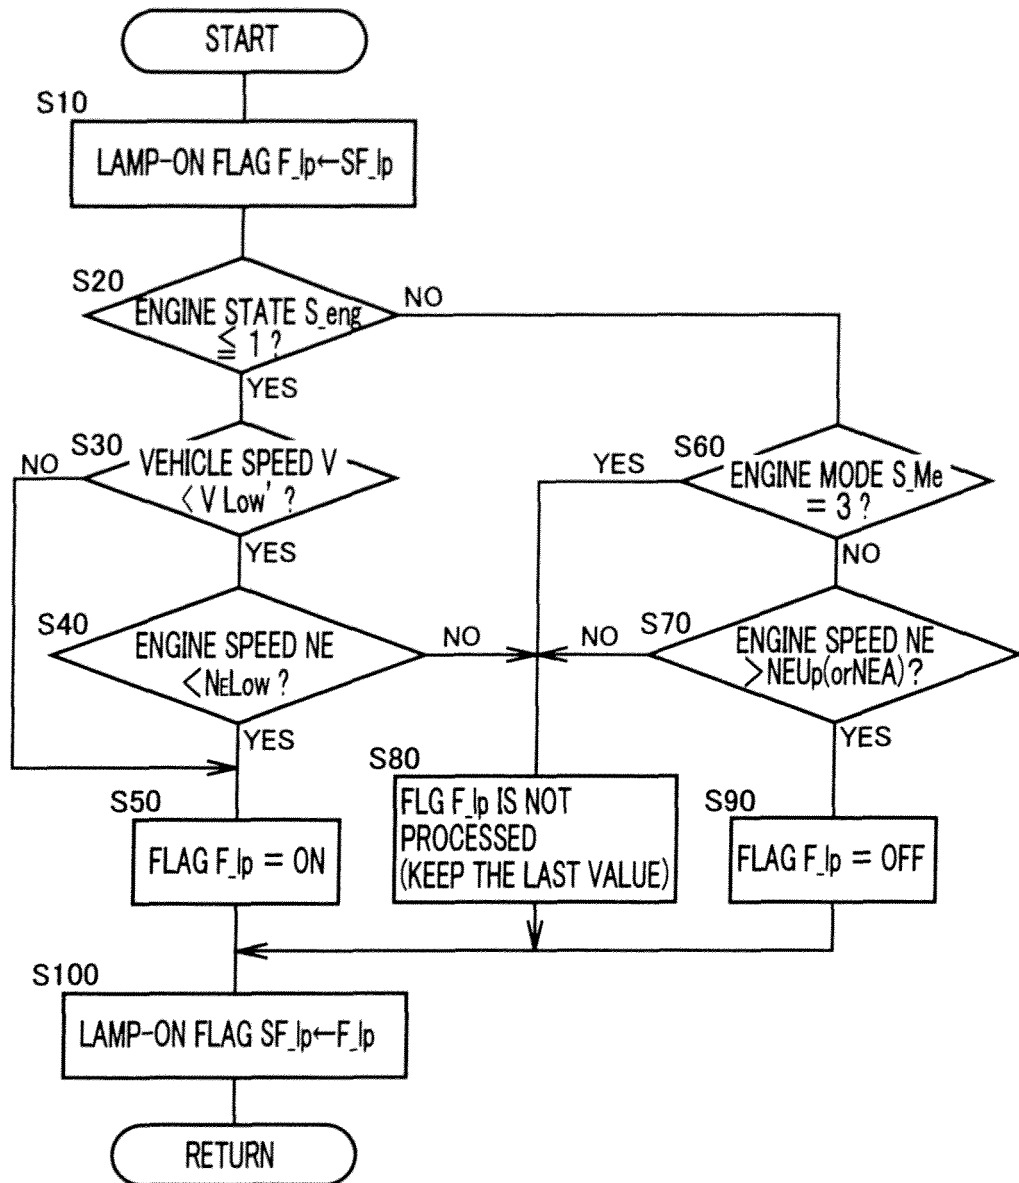 START
S10
LAMP-ON FLAG F_lp←SF_lp
S20
ENGINE STATE S_eng
≦ 1 ?
NO
YES
S30
NO
VEHICLE SPEED V
< V Low' ?
YES
S60
YES
ENGINE MODE S_Me
= 3 ?
NO
S40
ENGINE SPEED NE
<NELow ?
NO
YES
S70
NO
ENGINE SPEED NE
>NEUp(orNEA)?
YES
S50
FLAG F_lp = ON
S80
FLG F_lp IS NOT
PROCESSED
(KEEP THE LAST VALUE)
S90
FLAG F_lp = OFF
S100
LAMP-ON FLAG SF_lp←F_lp
RETURN